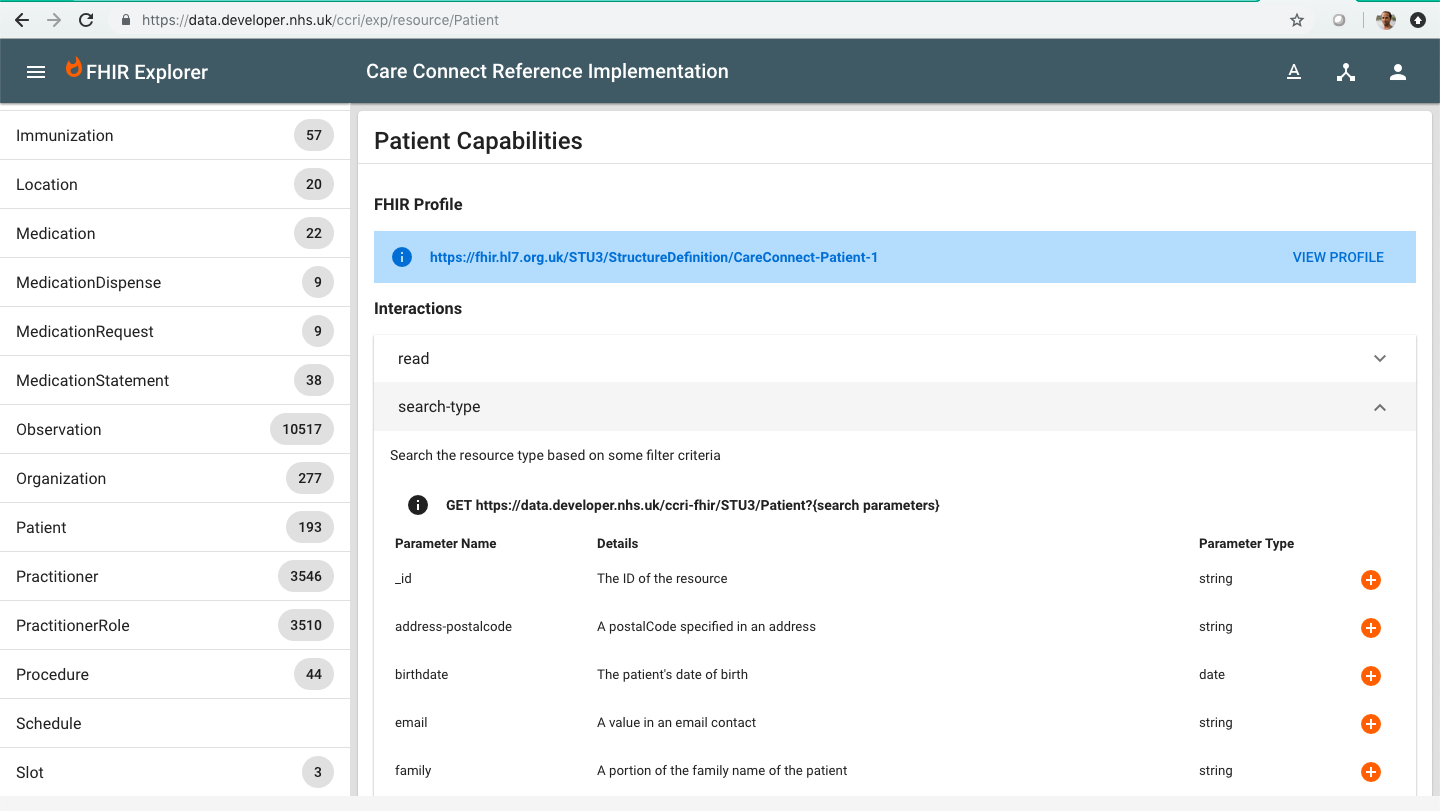 https://data.developer.nhs.uk/ccri/exp/resource/Patient
FHIR Explorer
Care Connect Reference Implementation
A
Immunization 57
Location 20
Medication 22
MedicationDispense 9
MedicationRequest 9
MedicationStatement 38
Observation 10517
Organization 277
Patient 193
Practitioner 3546
PractitionerRole 3510
Procedure 44
Schedule
Slot 3
Patient Capabilities
FHIR Profile
https://fhir.hl7.org.uk/STU3/StructureDefinition/CareConnect-Patient-1 VIEW PROFILE
Interactions
read
search-type
Search the resource type based on some filter criteria
GET https://data.developer.nhs.uk/ccri-fhir/STU3/Patient?{search parameters}
Parameter Name Details Parameter Type
_id The ID of the resource string
address-postalcode A postalCode specified in an address string
birthdate The patient's date of birth date
email A value in an email contact string
family A portion of the family name of the patient string